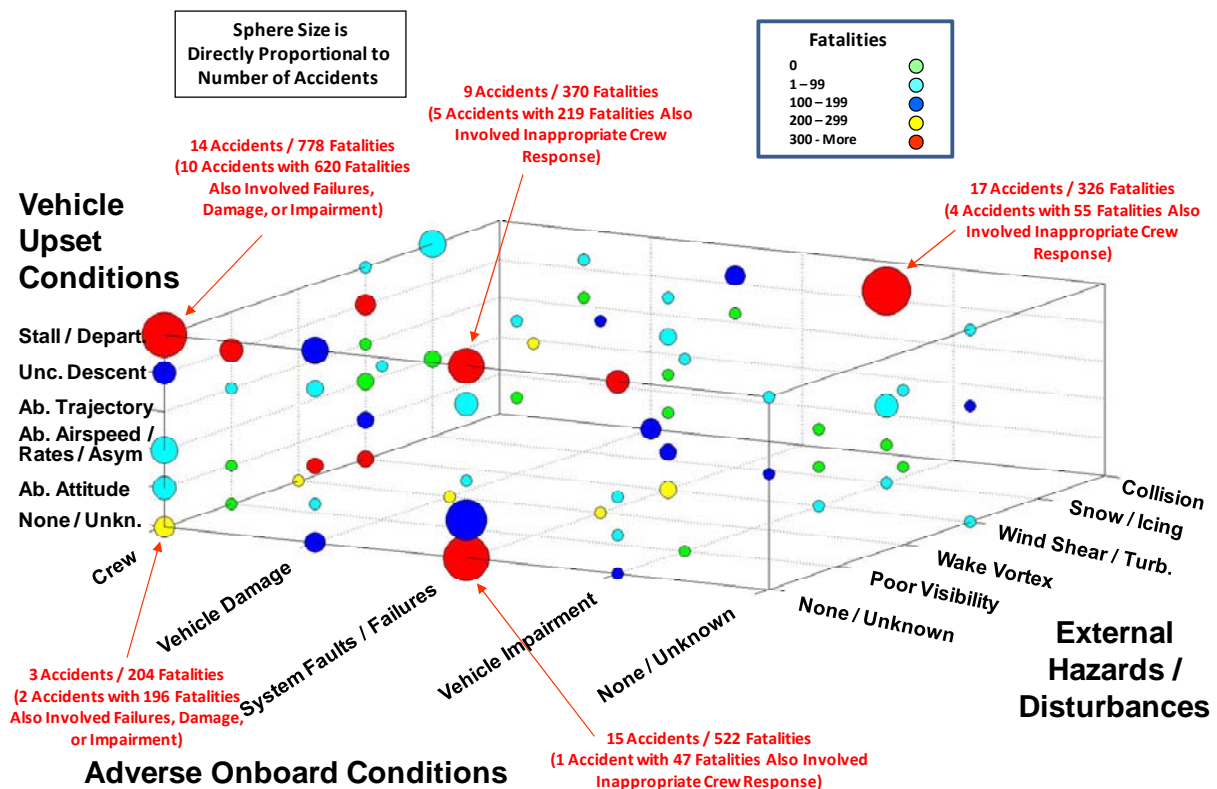 Sphere Size is
Directly Proportional to
Number of Accidents
Fatalities
0
1 – 99
100 – 199
200 – 299
300 - More
9 Accidents / 370 Fatalities
(5 Accidents with 219 Fatalities Also
Involved Inappropriate Crew
Response)
14 Accidents / 778 Fatalities
(10 Accidents with 620 Fatalities
Also Involved Failures,
Damage, or Impairment)
17 Accidents / 326 Fatalities
(4 Accidents with 55 Fatalities Also
Involved Inappropriate Crew
Response)
Vehicle
Upset
Conditions
Stall / Depart.
Unc. Descent
Ab. Trajectory
Ab. Airspeed /
Rates / Asym
Ab. Attitude
None / Unkn.
Crew
Vehicle Damage
System Faults / Failures
Vehicle Impairment
None / Unknown
None / Unknown
Poor Visibility
Wake Vortex
Wind Shear / Turb.
Snow / Icing
Collision
External
Hazards /
Disturbances
3 Accidents / 204 Fatalities
(2 Accidents with 196 Fatalities
Also Involved Failures, Damage,
or Impairment)
15 Accidents / 522 Fatalities
(1 Accident with 47 Fatalities Also Involved
Inappropriate Crew Response)
Adverse Onboard Conditions